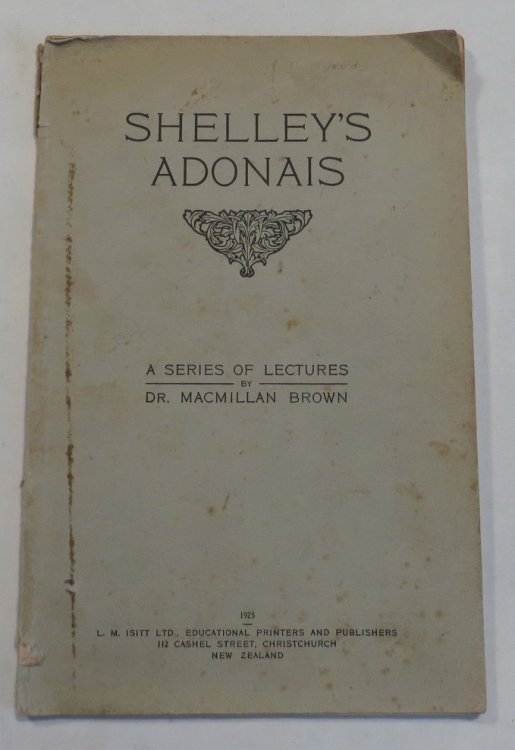 SHELLEY'S
ADONAIS
A SERIES OF LECTURES
BY
DR. MACMILLAN BROWN
1925
L. M. ISITT LTD., EDUCATIONAL PRINTERS AND PUBLISHERS
112 CASHEL STREET, CHRISTCHURCH
NEW ZEALAND